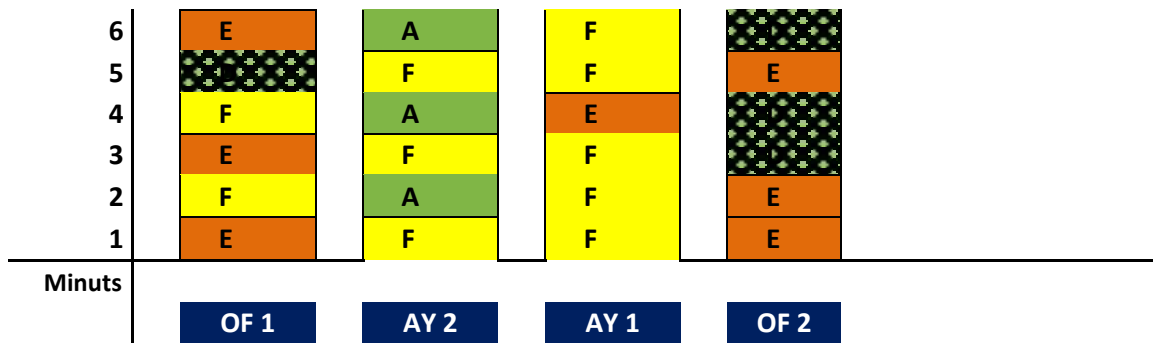 6 E A F
5 F F E
4 F A E
3 E F F
2 F A F E
1 E F F E
Minuts
OF 1 AY 2 AY 1 OF 2